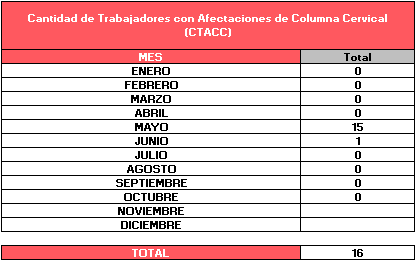 Cantidad de Trabajadores con Afectaciones de Columna Cervical
(CTACC)
MES Total
ENERO 0
FEBRERO 0
MARZO 0
ABRIL 0
MAYO 15
JUNIO 1
JULIO 0
AGOSTO 0
SEPTIEMBRE 0
OCTUBRE 0
NOVIEMBRE
DICIEMBRE
TOTAL 16